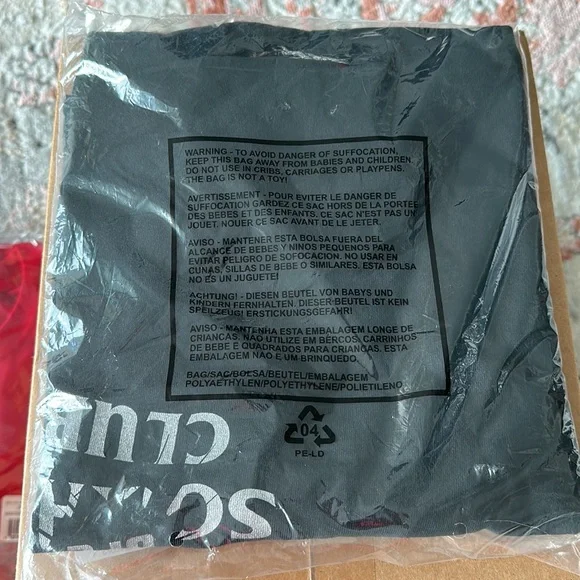 WARNING - TO AVOID DANGER OF SUFFOCATION,
KEEP THIS BAG AWAY FROM BABIES AND CHILDREN
DO NOT USE IN CRIBS, CARRIAGES OR PLAYPENS.
THE BAG IS NOT A TOY!
AVERTISSEMENT - POUR EVITER LE DANGER DE
SUFFOCATION GARDEZ CE SAC HORS DE LA PORTEE
DES BEBES ET DES ENFANTS. CE SAC N'EST PAS UN
JOUET. NOUER CE SAC AVANT DE LE JETER.
AVISO - MANTENER ESTA BOLSA FUERA DEL
ALCANCE DE BEBES Y NINOS PEQUENOS PARA
EVITAR PELIGRO DE SOFOCACION. NO USAR EN
CUNAS, SILLAS DE BEBE O SIMILARES. ESTA BOLSA
NO ES UN JUGUETE!
ACHTUNG! - DIESEN BEUTEL VON BABYS UND
KINDERN FERNHALTEN. DIESER BEUTEL IST KEIN
SPEILZEUG! ERSTICKUNGSGEFAHR!
AVISO - MANTENHA ESTA EMBALAGEM LONGE DE
CRIANCAS. NÃO UTILIZE EM BÉRCOS, CARRINHOS
DE BEBE E QUADRADOS PARA CRIANCAS. ESTA
EMBALAGEM NÃO E UM BRINQUEDO.
BAG/SAC/BOLSA/BEUTEL/EMBALAGEM
POLYAETHYLEN/POLYETHYLENE/POLIETILENO
04
PE-LD
CLUB